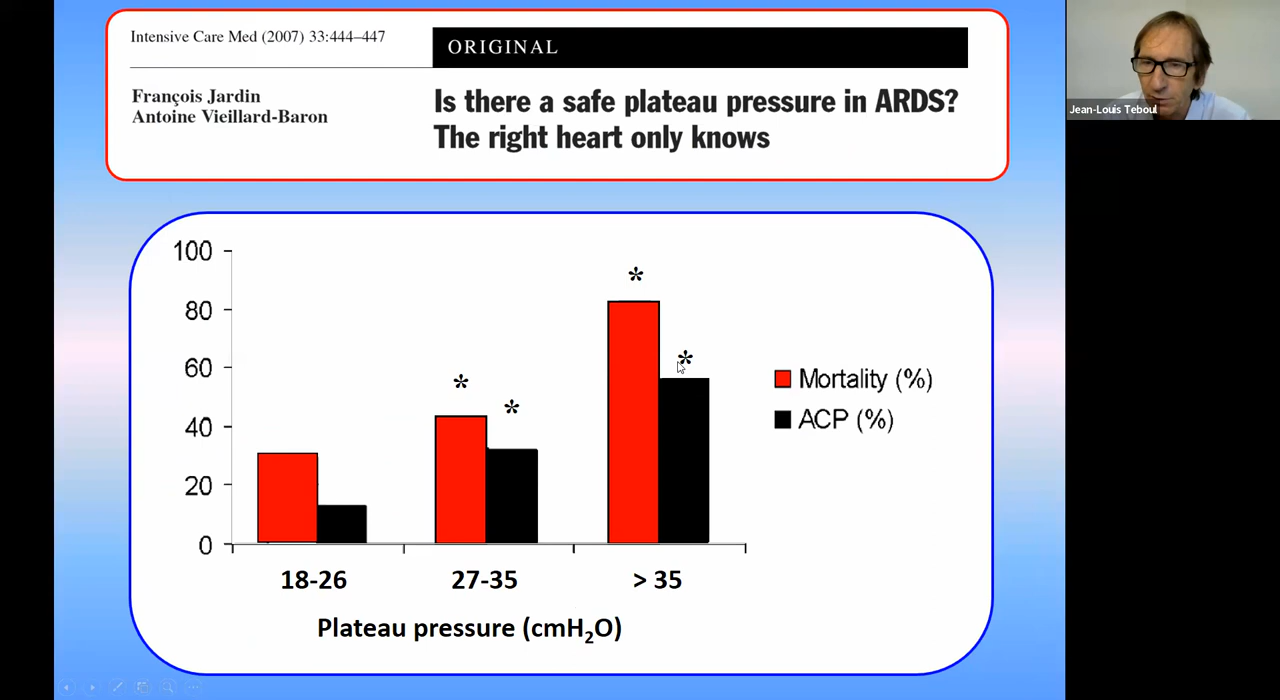 Intensive Care Med (2007) 33:444–447
ORIGINAL
François Jardin
Antoine Vieillard-Baron
Is there a safe plateau pressure in ARDS?
The right heart only knows
Jean-Louis Teboul
100
80
60
40
20
0
*
*
*
*
Mortality (%)
ACP (%)
18-26
27-35
> 35
Plateau pressure (cmH₂O)